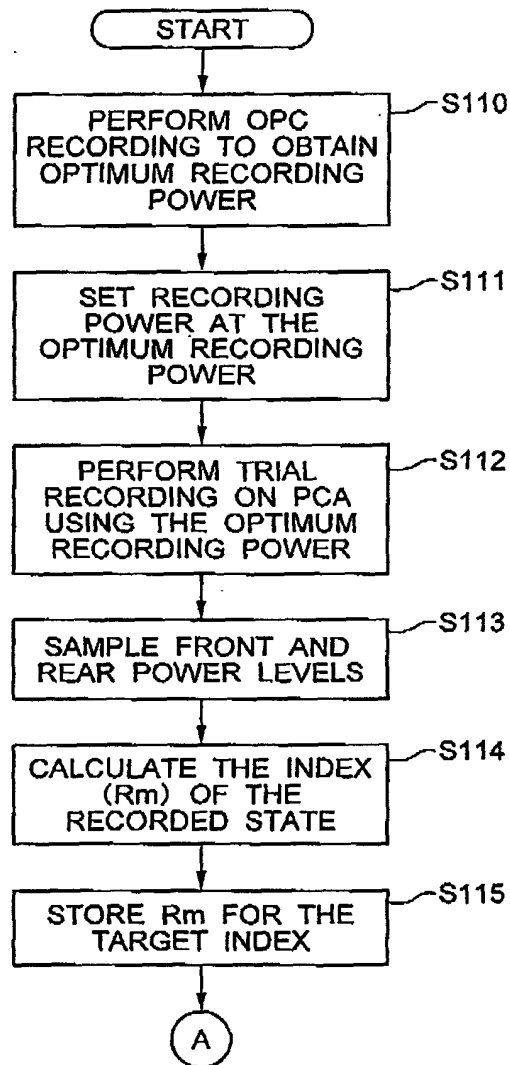 START
PERFORM OPC
RECORDING TO OBTAIN
OPTIMUM RECORDING
POWER
S110
SET RECORDING
POWER AT THE
OPTIMUM RECORDING
POWER
S111
PERFORM TRIAL
RECORDING ON PCA
USING THE OPTIMUM
RECORDING POWER
S112
SAMPLE FRONT AND
REAR POWER LEVELS
S113
CALCULATE THE INDEX
(Rm) OF THE
RECORDED STATE
S114
STORE Rm FOR THE
TARGET INDEX
S115
A